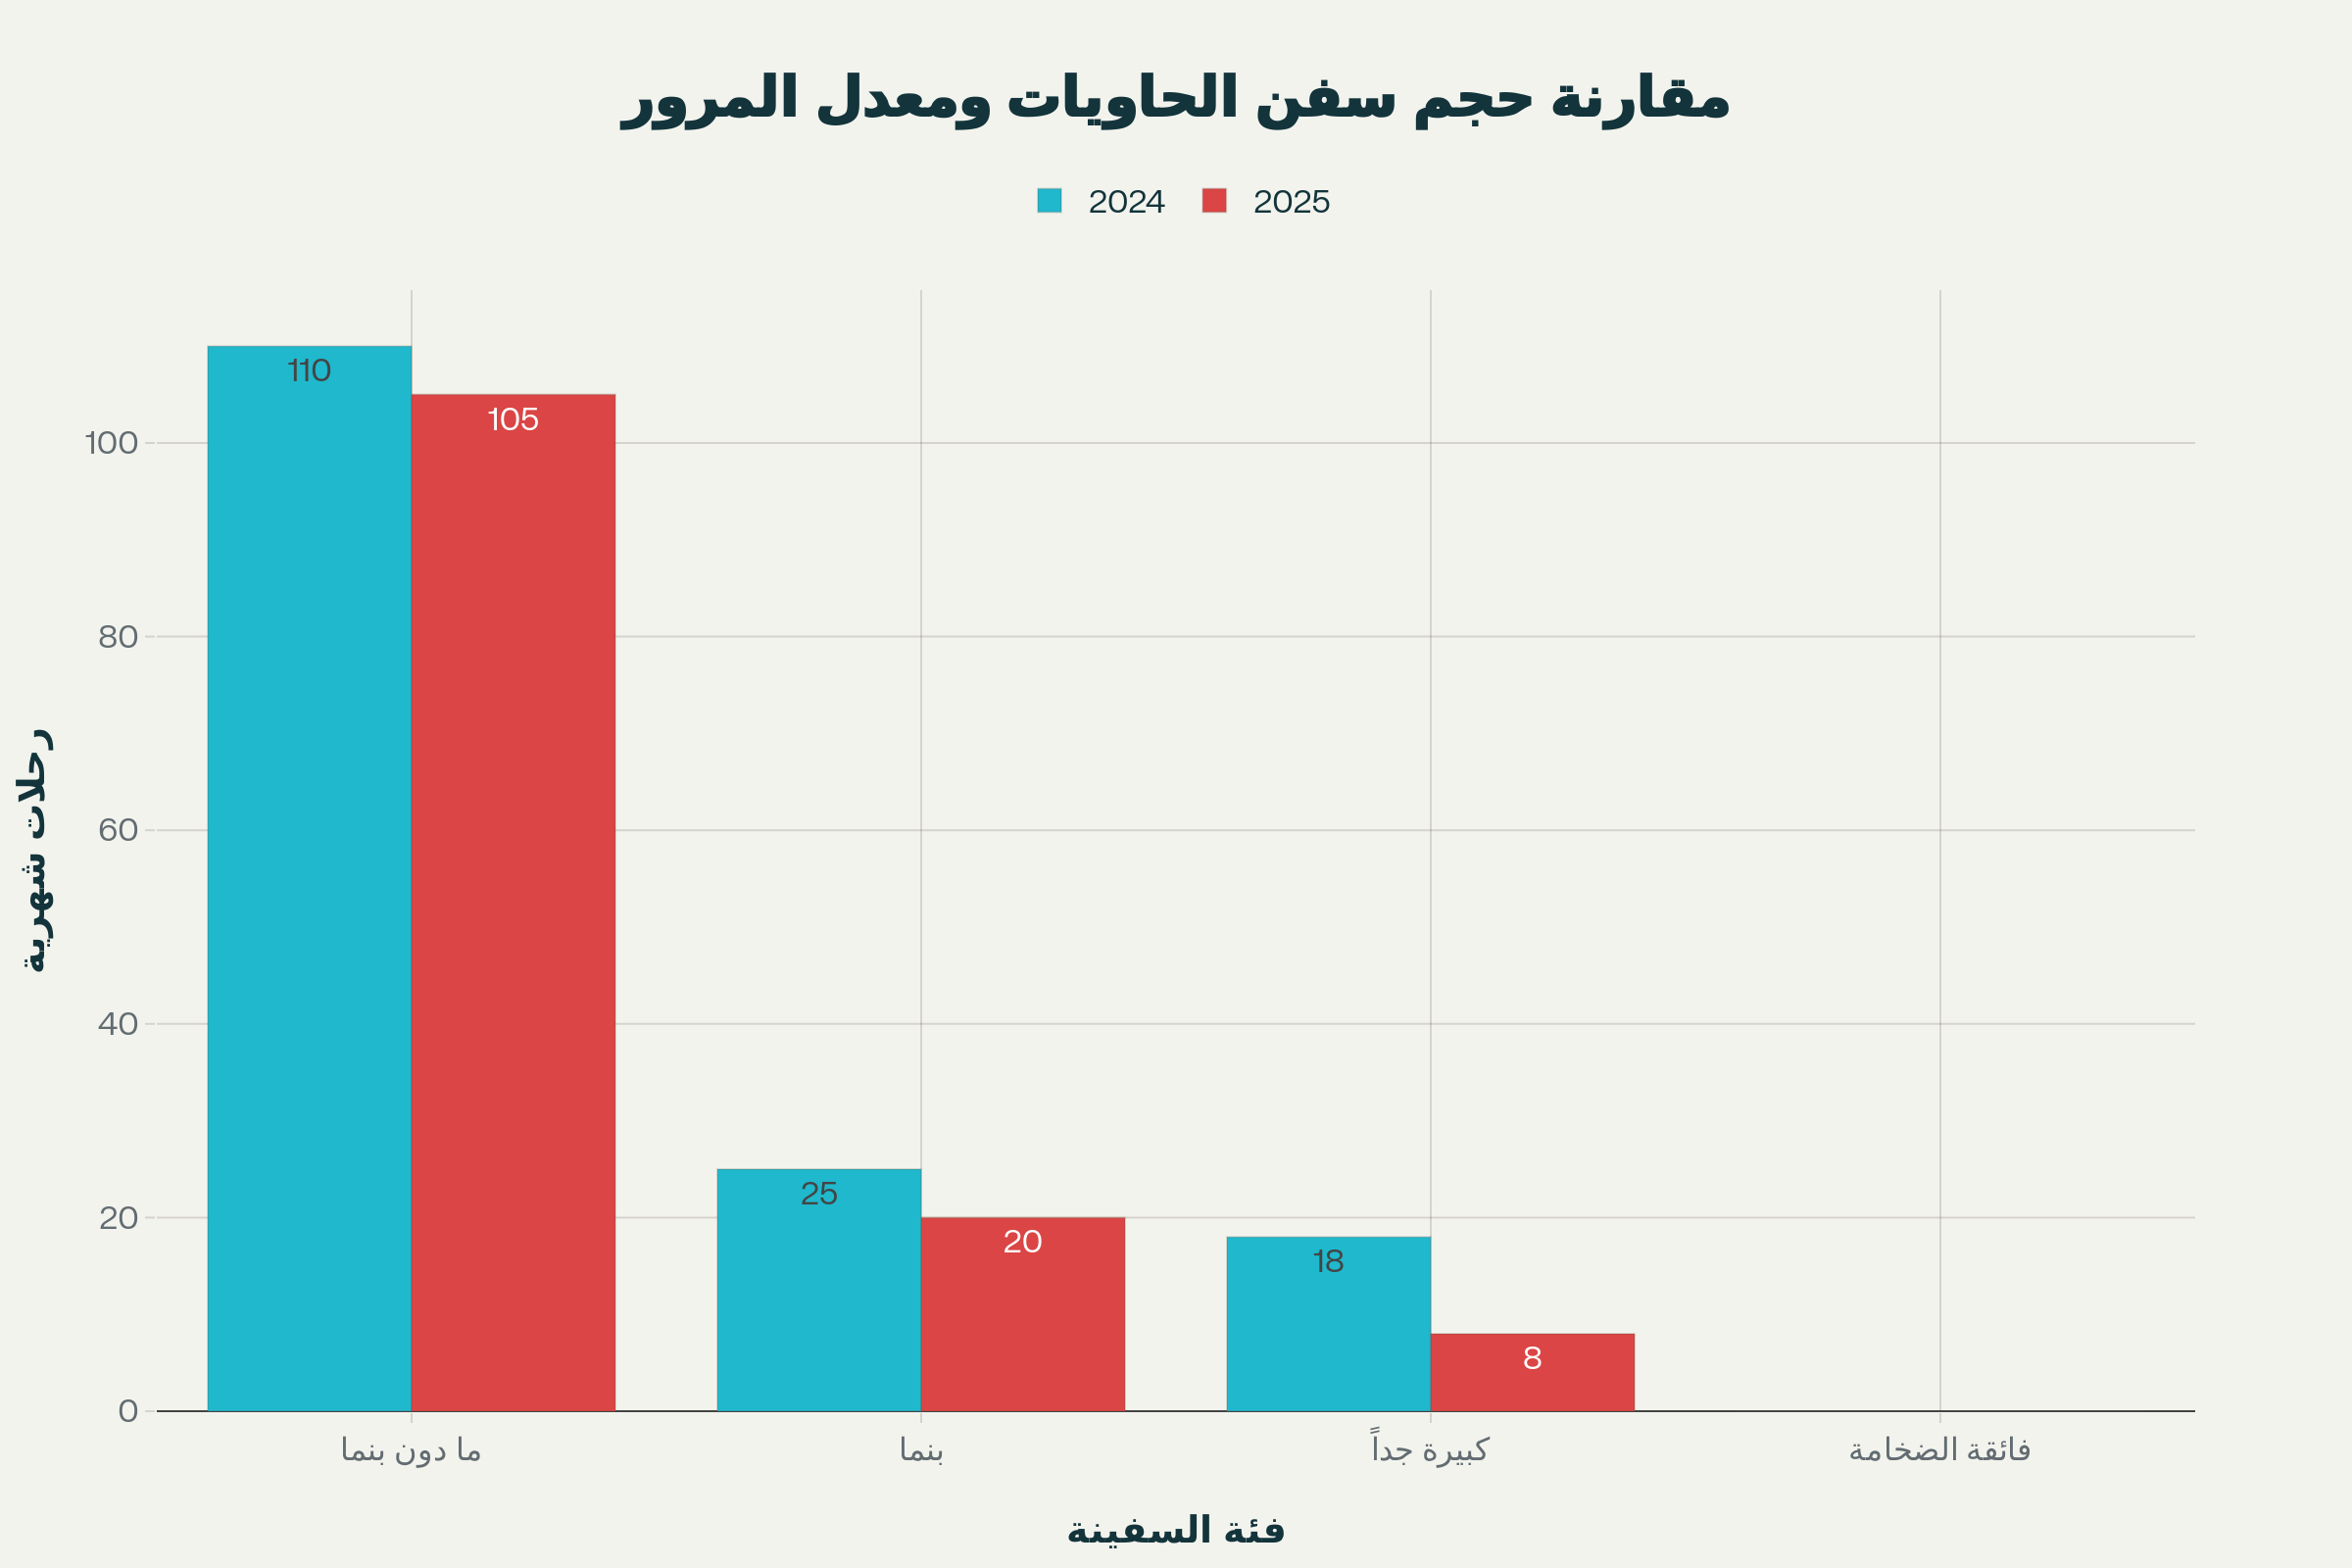 مقارنة حجم سفن الحاويات ومعدل المرور
2024 2025
110
105
100
80
60
40
25
20
20
18
8
0
رحلات شهرية
ما دون بنما
بنما
كبيرة جداً
فائقة الضخامة
فئة السفينة